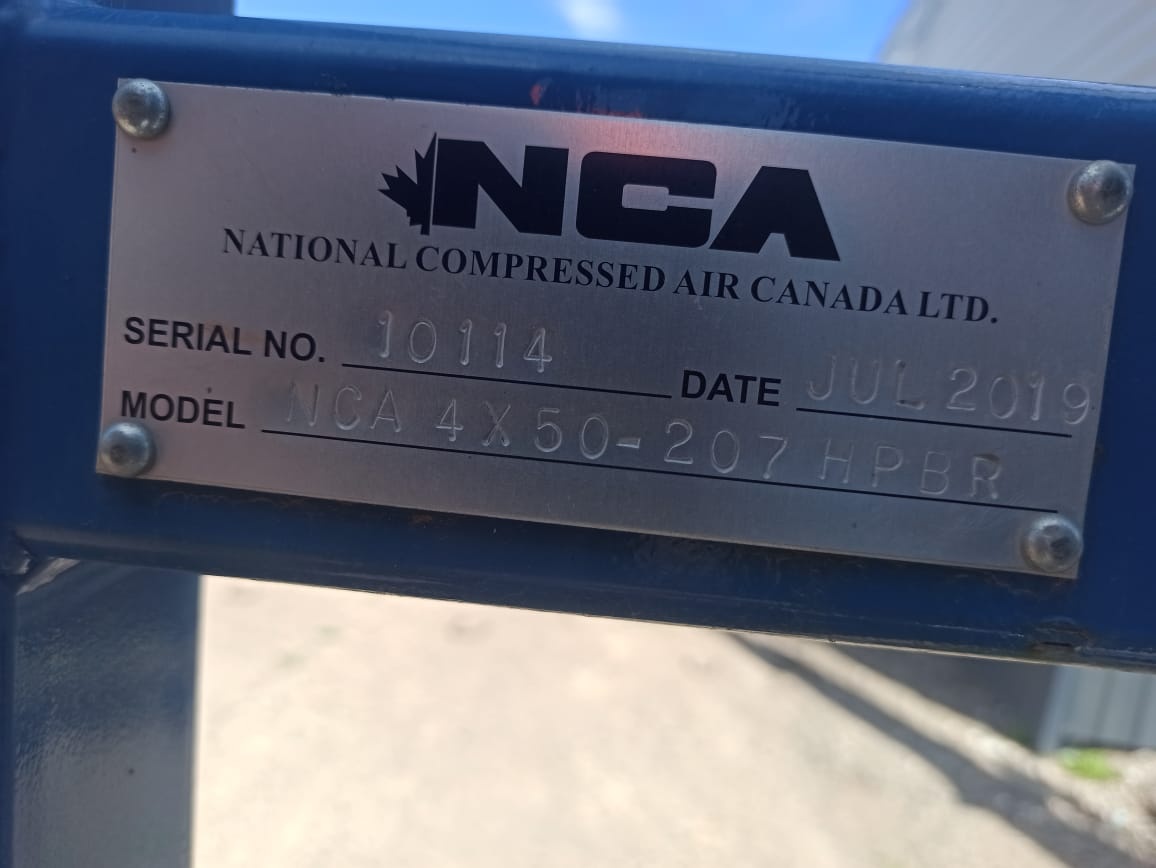 NCA
NATIONAL COMPRESSED AIR CANADA LTD.
SERIAL NO. 10114 DATE JUL 2019
MODEL NCA 4X50-207 HPBR